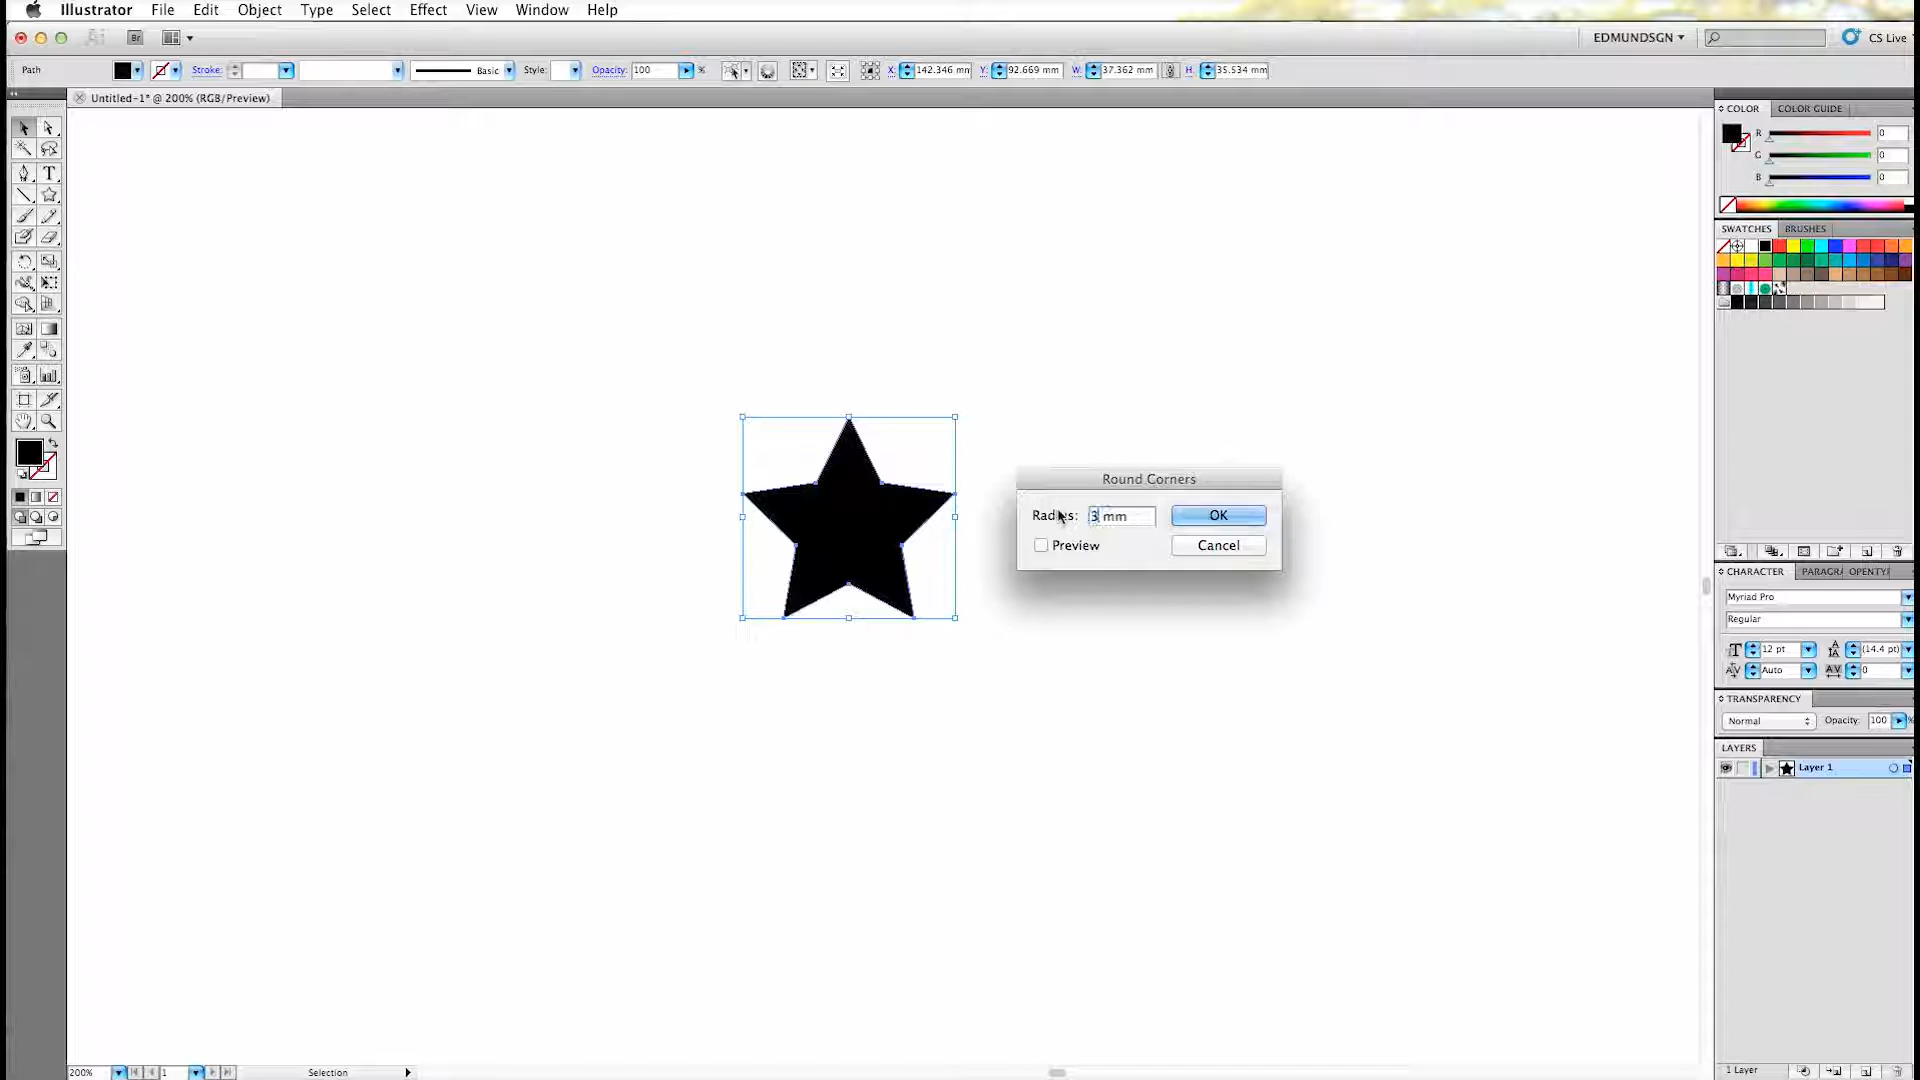 Illustrator File Edit Object Type Select Effect View Window Help
Br EDMUNDSGN CS Live
Path Stroke: Basic Style: Opacity: 100 % X: 142.346 mm Y: 92.669 mm W: 37.362 mm H: 35.534 mm
Untitled-1* @ 200% (RGB/Preview)
COLOR COLOR GUIDE
R 0
G 0
B 0
SWATCHES BRUSHES
Round Corners
Radius: 3 mm OK
Preview Cancel
CHARACTER PARAGR OPENTY
Myriad Pro
Regular
12 pt (14.4 pt)
Auto 0
TRANSPARENCY
Normal Opacity: 100 %
LAYERS
Layer 1
200% 1 Selection 1 Layer